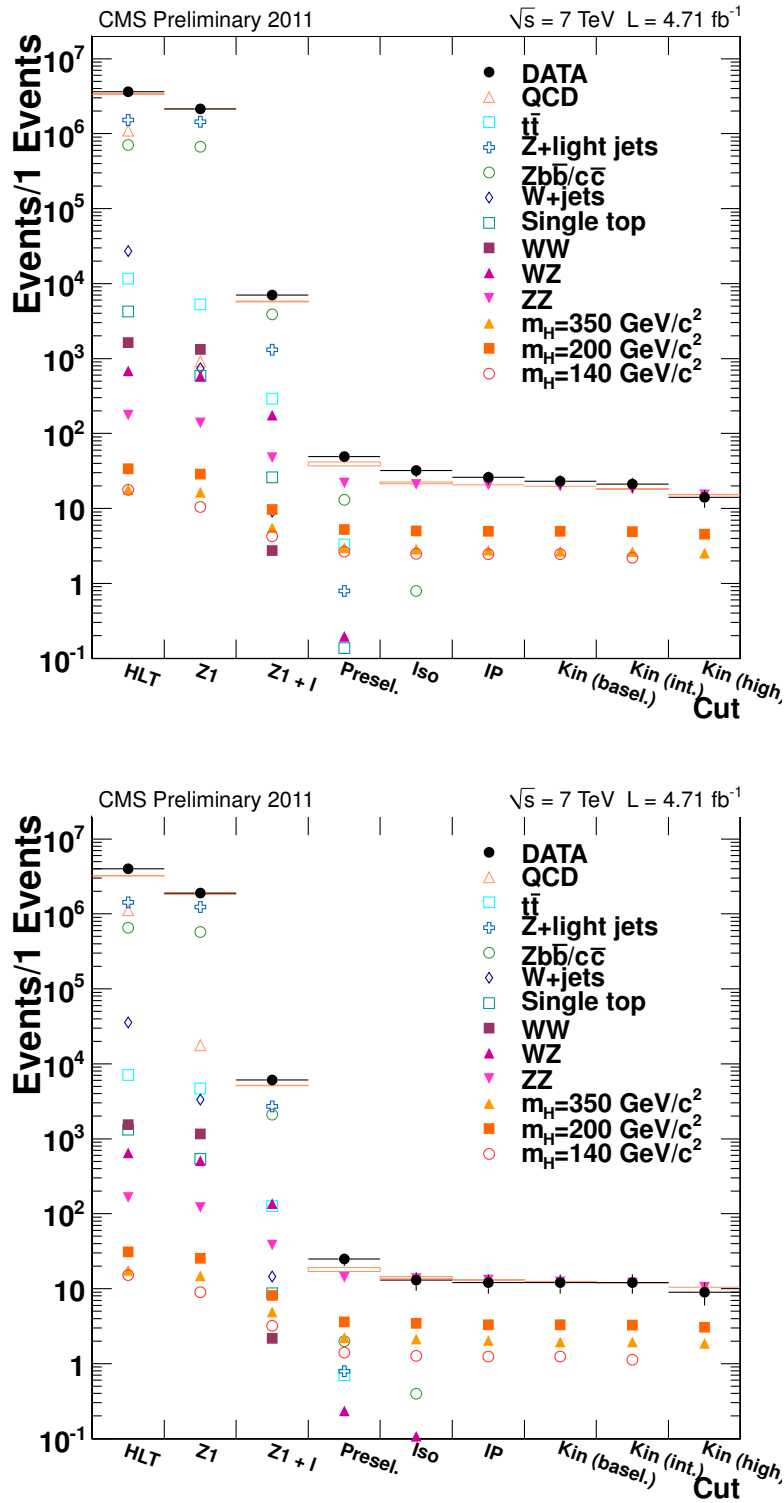 CMS Preliminary 2011 √s = 7 TeV L = 4.71 fb⁻¹
Events/1 Events
10⁷
10⁶
10⁵
10⁴
10³
10²
10
1
10⁻¹
DATA
QCD
tt̄
Z+light jets
Zbb̄/cc̄
W+jets
Single top
WW
WZ
ZZ
m_H=350 GeV/c²
m_H=200 GeV/c²
m_H=140 GeV/c²
HLT
Z1
Z1 + l
Presel.
Iso
IP
Kin (basel.)
Kin (int.)
Kin (high)
Cut
CMS Preliminary 2011 √s = 7 TeV L = 4.71 fb⁻¹
Events/1 Events
10⁷
10⁶
10⁵
10⁴
10³
10²
10
1
10⁻¹
DATA
QCD
tt̄
Z+light jets
Zbb̄/cc̄
W+jets
Single top
WW
WZ
ZZ
m_H=350 GeV/c²
m_H=200 GeV/c²
m_H=140 GeV/c²
HLT
Z1
Z1 + l
Presel.
Iso
IP
Kin (basel.)
Kin (int.)
Kin (high)
Cut